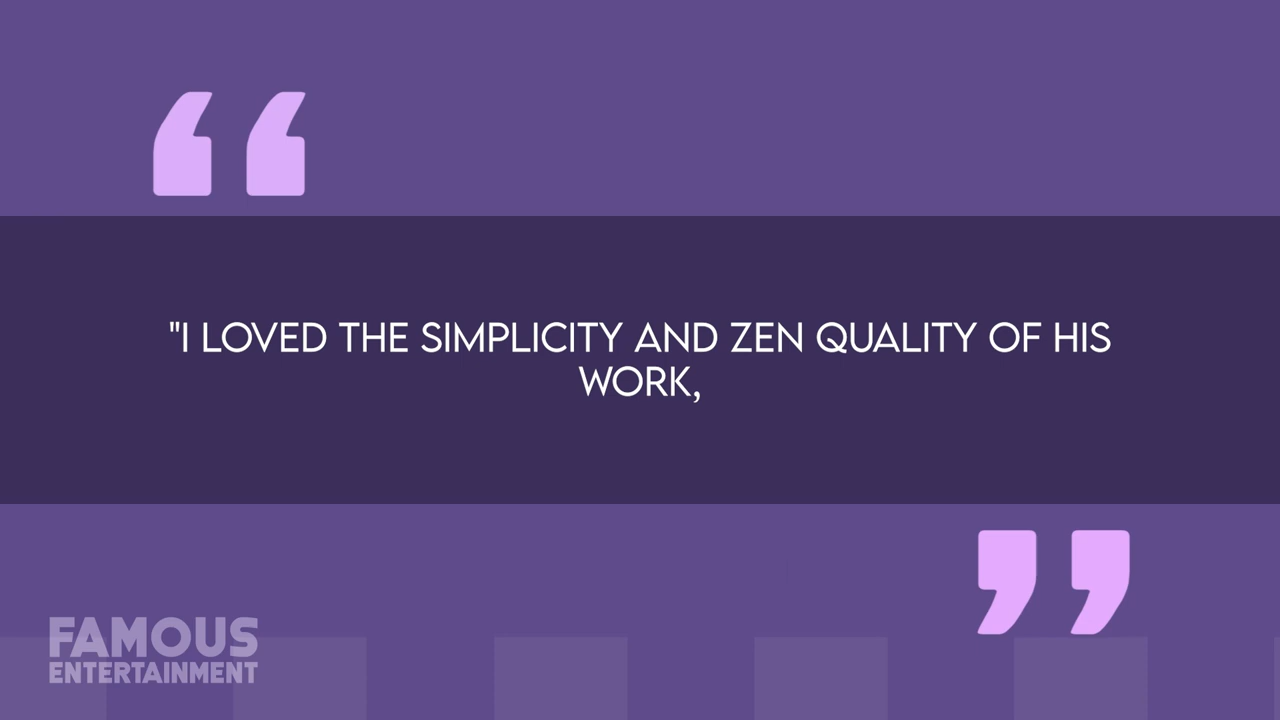 "I LOVED THE SIMPLICITY AND ZEN QUALITY OF HIS
WORK,
FAMOUS
ENTERTAINMENT